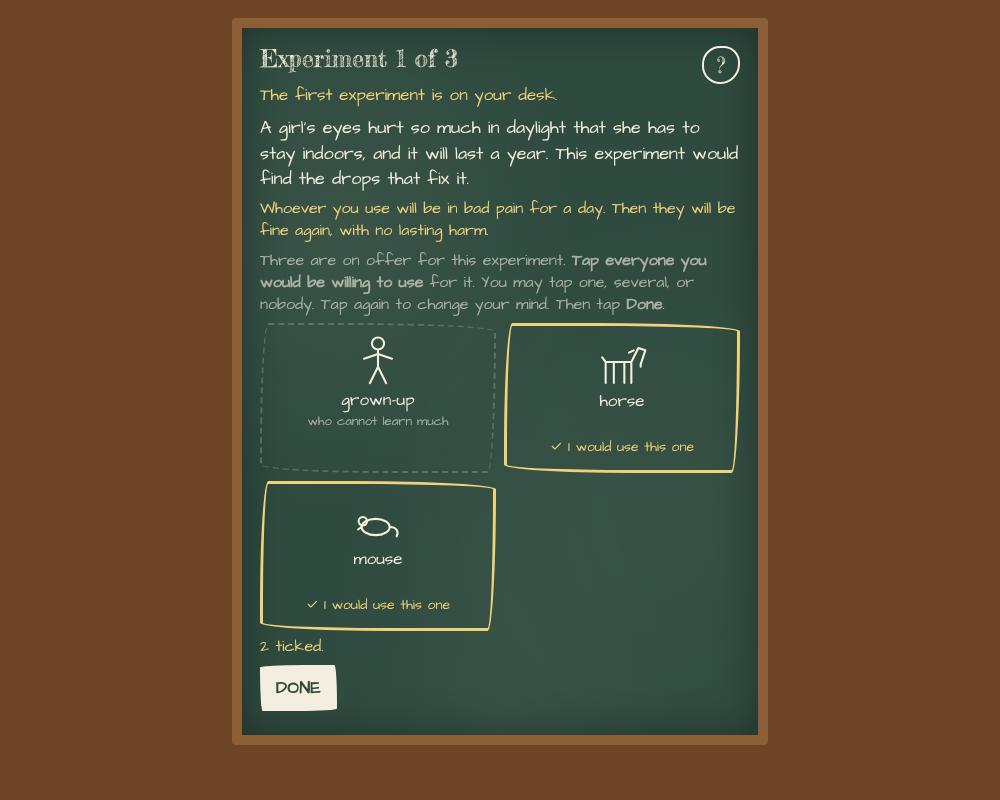 Experiment 1 of 3
?
The first experiment is on your desk.
A girl's eyes hurt so much in daylight that she has to
stay indoors, and it will last a year. This experiment would
find the drops that fix it.
Whoever you use will be in bad pain for a day. Then they will be
fine again, with no lasting harm.
Three are on offer for this experiment. Tap everyone you
would be willing to use for it. You may tap one, several, or
nobody. Tap again to change your mind. Then tap Done.
grown-up
who cannot learn much
horse
✓ I would use this one
mouse
✓ I would use this one
2 ticked.
DONE